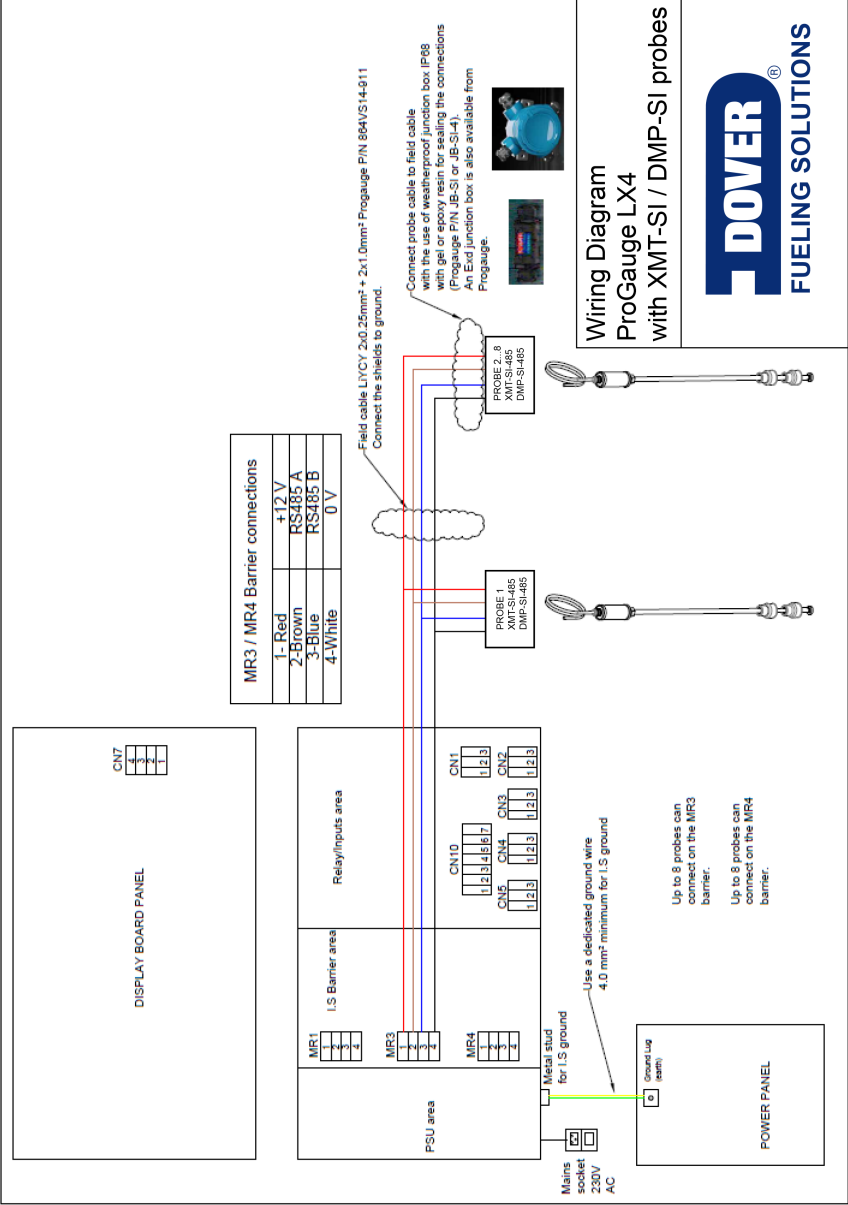 DISPLAY BOARD PANEL
CN7
4
3
2
1
MR3 / MR4 Barrier connections
1- Red +12 V
2-Brown RS485 A
3-Blue RS485 B
4-White 0 V
Field cable LiYCY 2x0.25mm² + 2x1.0mm² Progauge P/N 864VS14-911
Connect the shields to ground.
Connect probe cable to field cable
with the use of weatherproof junction box IP68
with gel or epoxy resin for sealing the connections
(Progauge P/N JB-SI or JB-SI-4).
An Exd junction box is also available from
Progauge.
PSU area
I.S Barrier area
Relay/Inputs area
MR1
1
2
3
4
MR3
1
2
3
4
MR4
1
2
3
4
CN10
1 2 3 4 5 6 7
CN1
1 2 3
CN5
1 2 3
CN4
1 2 3
CN3
1 2 3
CN2
1 2 3
PROBE 1
XMT-SI-485
DMP-SI-485
PROBE 2...8
XMT-SI-485
DMP-SI-485
Mains
socket
230V
AC
Metal stud
for I.S ground
Use a dedicated ground wire
4.0 mm² minimum for I.S ground
Ground Lug
(earth)
POWER PANEL
Up to 8 probes can
connect on the MR3
barrier.
Up to 8 probes can
connect on the MR4
barrier.
Wiring Diagram
ProGauge LX4
with XMT-SI / DMP-SI probes
DOVER ®
FUELING SOLUTIONS